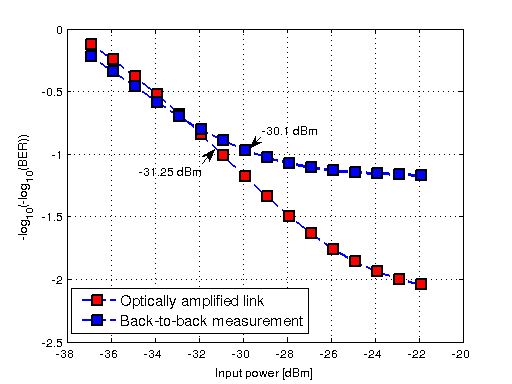 -0
-0.5
-1
-1.5
-2
-2.5
-log10(-log10(BER))
-30.1 dBm
-31.25 dBm
Optically amplified link
Back-to-back measurement
-38 -36 -34 -32 -30 -28 -26 -24 -22 -20
Input power [dBm]